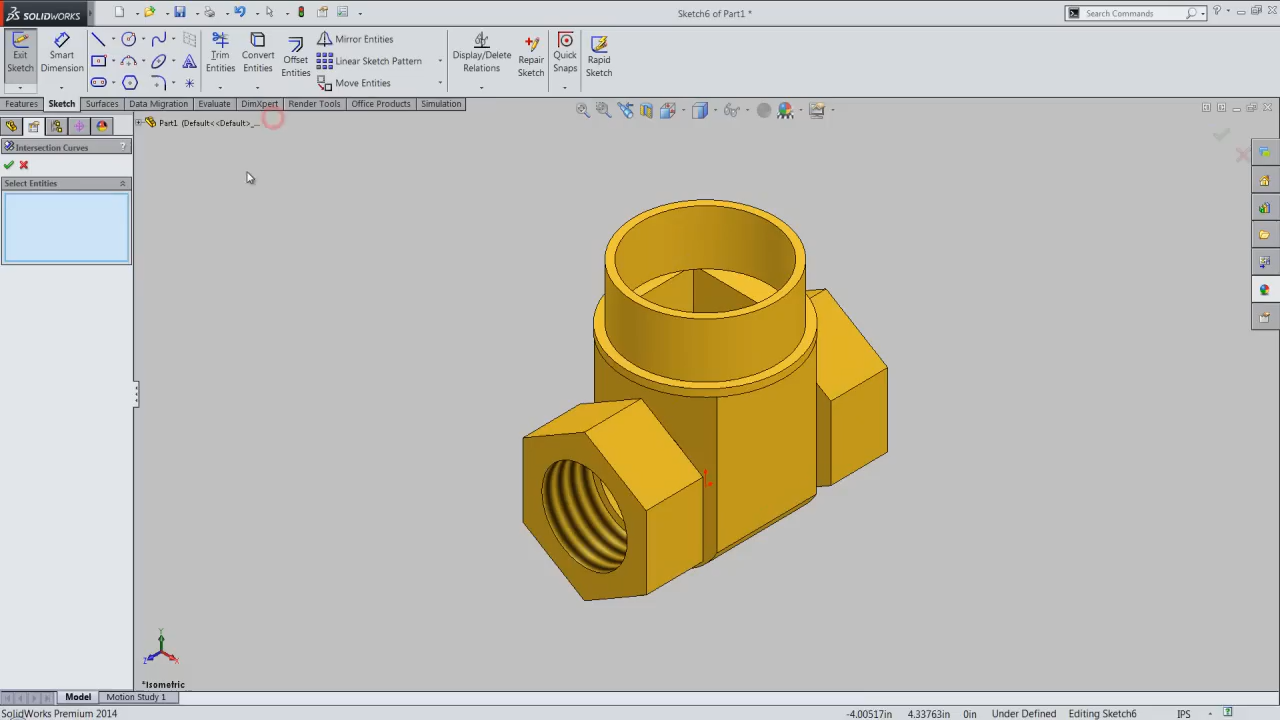 SOLIDWORKS
Sketch6 of Part1 *
Search Commands
Exit Sketch
Smart Dimension
Trim Entities
Convert Entities
Offset Entities
Mirror Entities
Linear Sketch Pattern
Move Entities
Display/Delete Relations
Repair Sketch
Quick Snaps
Rapid Sketch
Features Sketch Surfaces Data Migration Evaluate DimXpert Render Tools Office Products Simulation
Part1 (Default<<Default>_...
Intersection Curves ?
Select Entities
Y
Z X
*Isometric
Model Motion Study 1
SolidWorks Premium 2014 -4.00517in 4.33763in 0in Under Defined Editing Sketch6 IPS